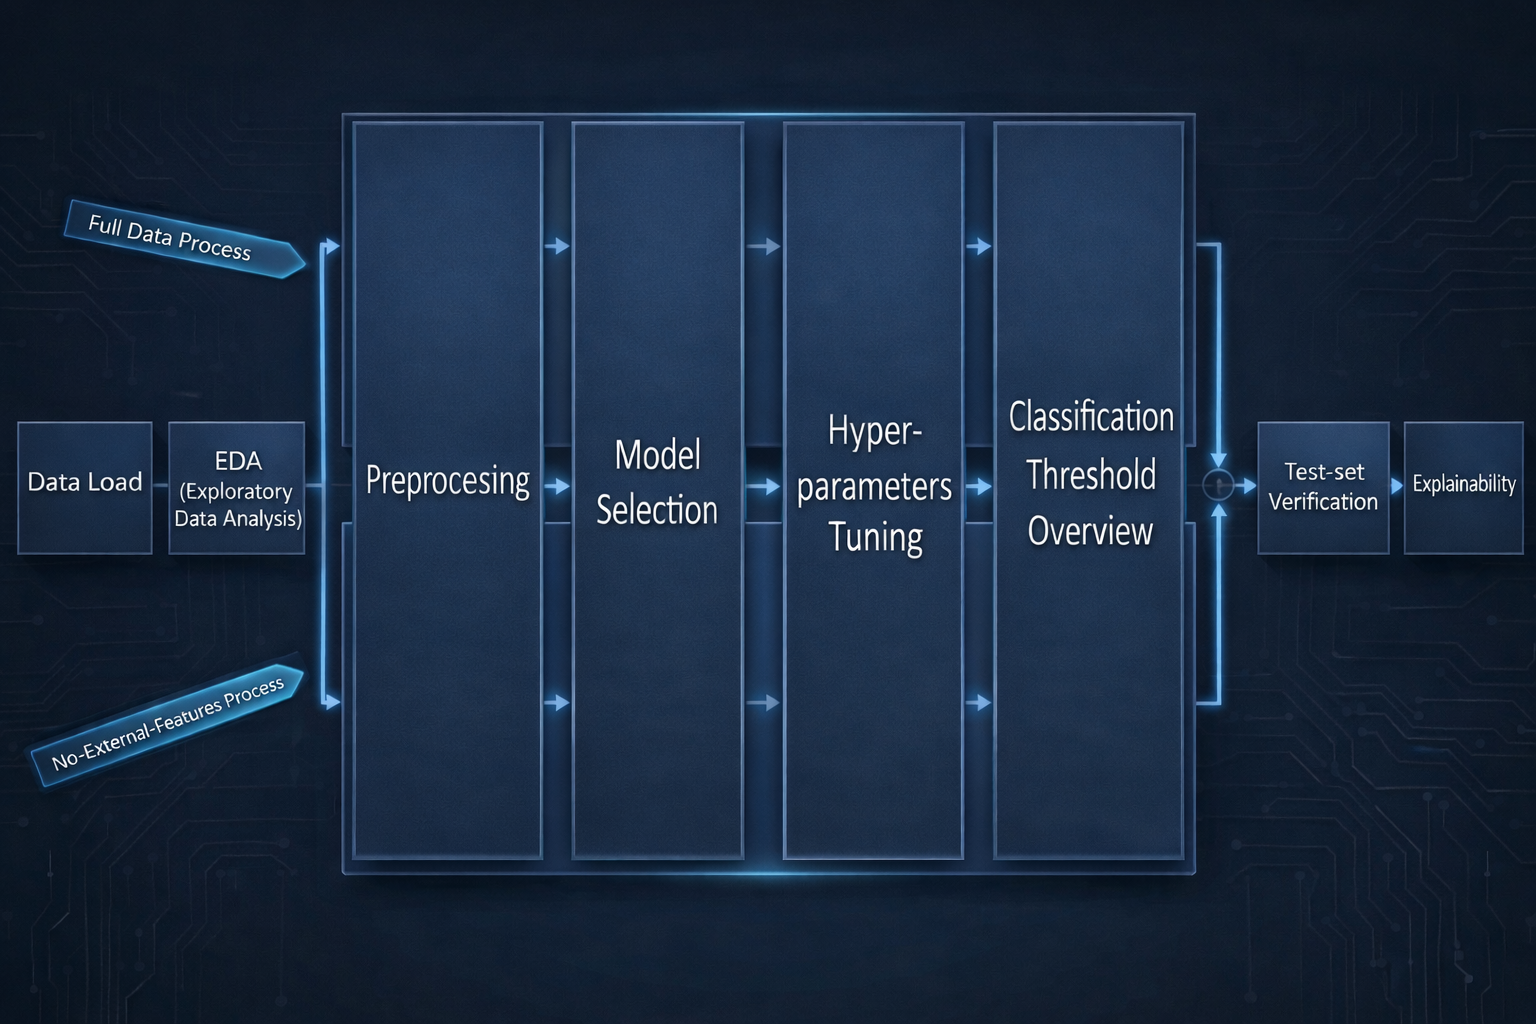 Full Data Process
Data Load
EDA
(Exploratory
Data Analysis)
No-External-Features Process
Preprocesing
Model
Selection
Hyper-
parameters
Tuning
Classification
Threshold
Overview
Test-set
Verification
Explainability